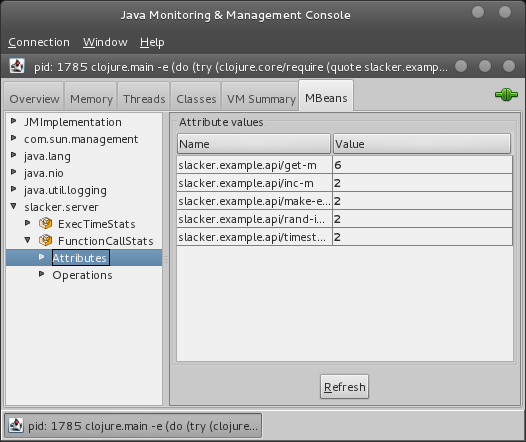 Java Monitoring & Management Console
Connection Window Help
pid: 1785 clojure.main -e (do (try (clojure.core/require (quote slacker.examp...
Overview Memory Threads Classes VM Summary MBeans
JMImplementation
com.sun.management
java.lang
java.nio
java.util.logging
slacker.server
ExecTimeStats
FunctionCallStats
Attributes
Operations
Attribute values
Name Value
slacker.example.api/get-m 6
slacker.example.api/inc-m 2
slacker.example.api/make-e... 2
slacker.example.api/rand-i... 2
slacker.example.api/timest... 2
Refresh
pid: 1785 clojure.main -e (do (try (clojure...